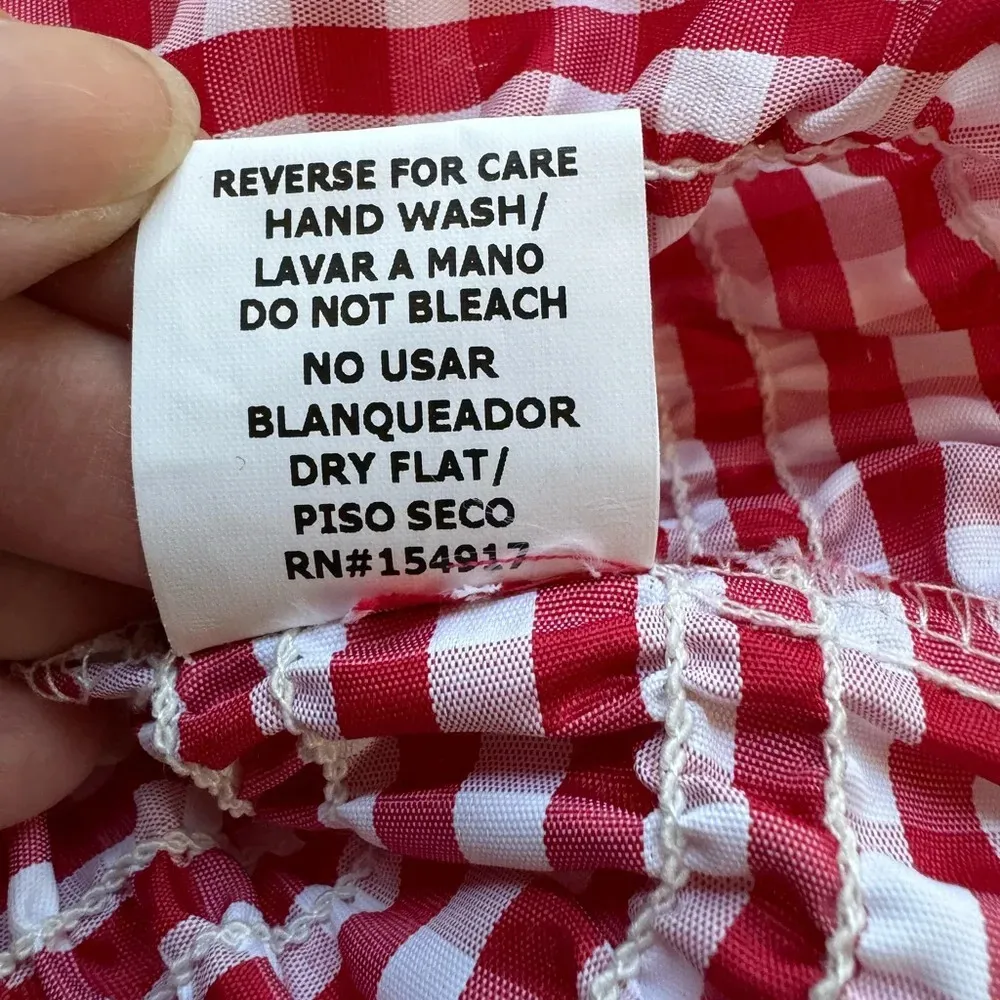 REVERSE FOR CARE
HAND WASH/
LAVAR A MANO
DO NOT BLEACH
NO USAR
BLANQUEADOR
DRY FLAT/
PISO SECO
RN#154917